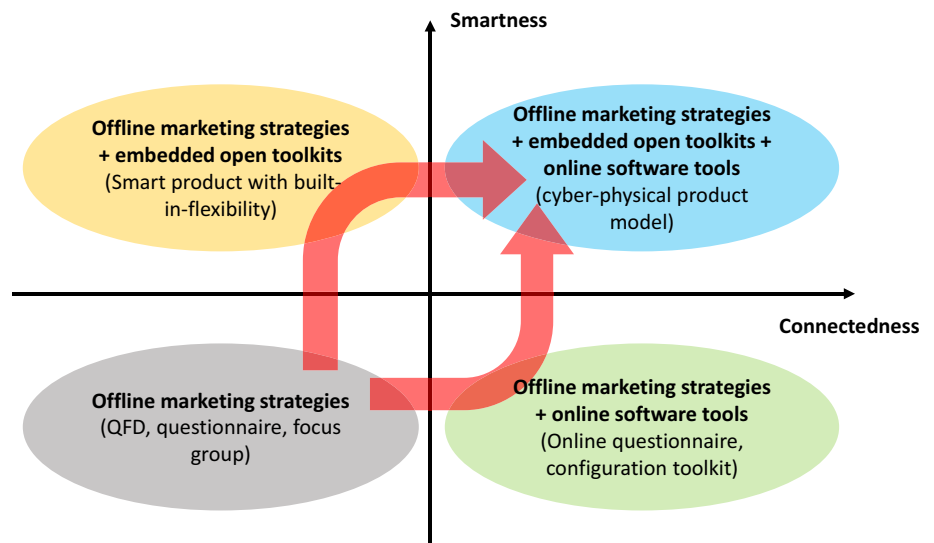 Smartness
Offline marketing strategies
+ embedded open toolkits
(Smart product with built-
in-flexibility)
Offline marketing strategies
+ embedded open toolkits +
online software tools
(cyber-physical product
model)
Connectedness
Offline marketing strategies
(QFD, questionnaire, focus
group)
Offline marketing strategies
+ online software tools
(Online questionnaire,
configuration toolkit)